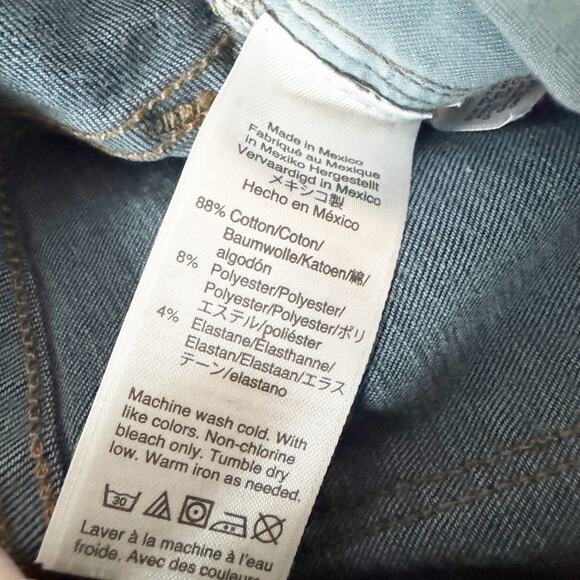 Made in Mexico
Fabriqué au Mexique
in Mexiko Hergestellt
Vervaardigd in Mexico
メキシコ製
Hecho en México
88% Cotton/Coton/
Baumwolle/Katoen/綿/
algodón
8% Polyester/Polyester/
Polyester/Polyester/ポリ
エステル/poliéster
4% Elastane/Élasthanne/
Elastan/Elastaan/エラス
テーン/elastano
Machine wash cold. With
like colors. Non-chlorine
bleach only. Tumble dry
low. Warm iron as needed.
30
Laver à la machine à l'eau
froide. Avec des couleurs